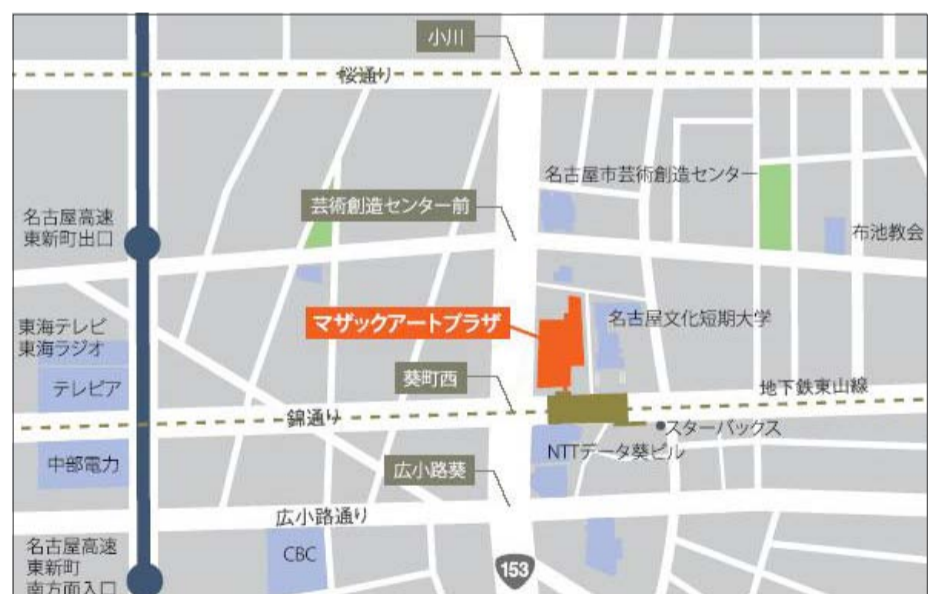 小川
桜通り
名古屋市芸術創造センター
芸術創造センター前
名古屋高速
東新町出口
布池教会
マザックアートプラザ
名古屋文化短期大学
東海テレビ
東海ラジオ
テレピア
葵町西
地下鉄東山線
錦通り
スターバックス
NTTデータ葵ビル
中部電力
広小路葵
広小路通り
CBC
名古屋高速
東新町
南方面入口
153